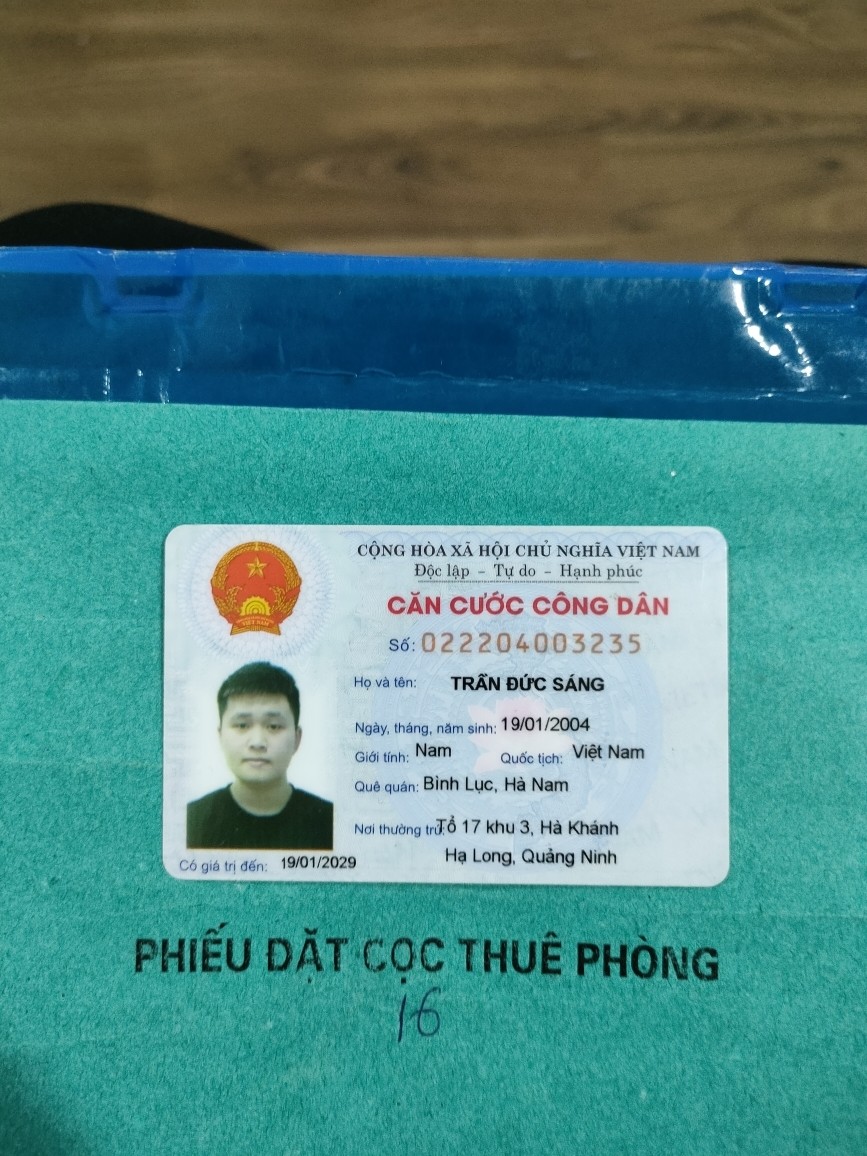 CỘNG HÒA XÃ HỘI CHỦ NGHĨA VIỆT NAM
Độc lập - Tự do - Hạnh phúc
CĂN CƯỚC CÔNG DÂN
Số: 022204003235
Họ và tên: TRẦN ĐỨC SÁNG
Ngày, tháng, năm sinh: 19/01/2004
Giới tính: Nam Quốc tịch: Việt Nam
Quê quán: Bình Lục, Hà Nam
Nơi thường trú: Tổ 17 khu 3, Hà Khánh
Hạ Long, Quảng Ninh
Có giá trị đến: 19/01/2029
PHIẾU ĐẶT CỌC THUÊ PHÒNG
16